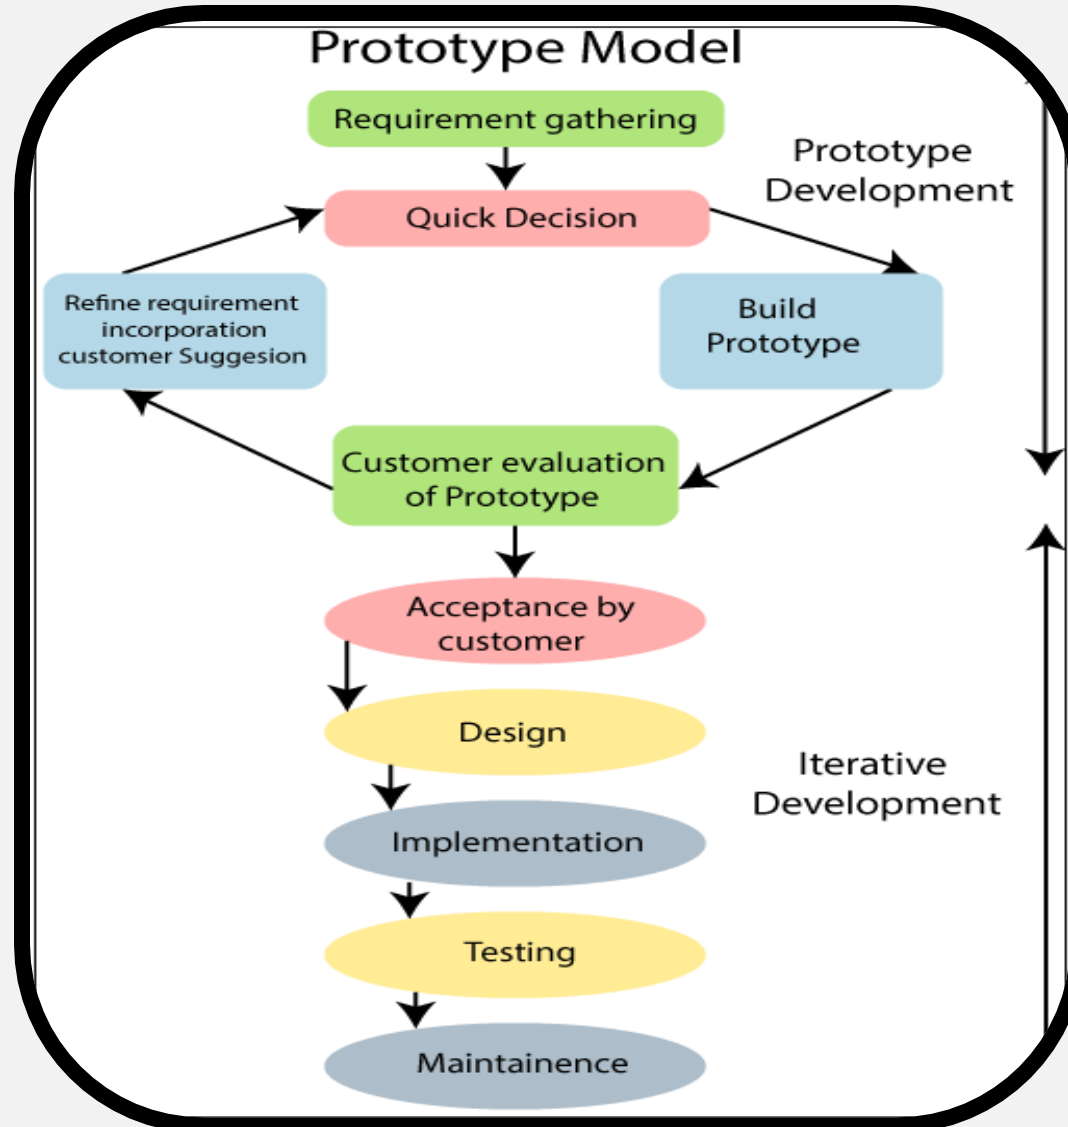 Prototype Model
Requirement gathering
Prototype
Development
Quick Decision
Refine requirement
incorporation
customer Suggesion
Build
Prototype
Customer evaluation
of Prototype
Acceptance by
customer
Design
Iterative
Development
Implementation
Testing
Maintainence